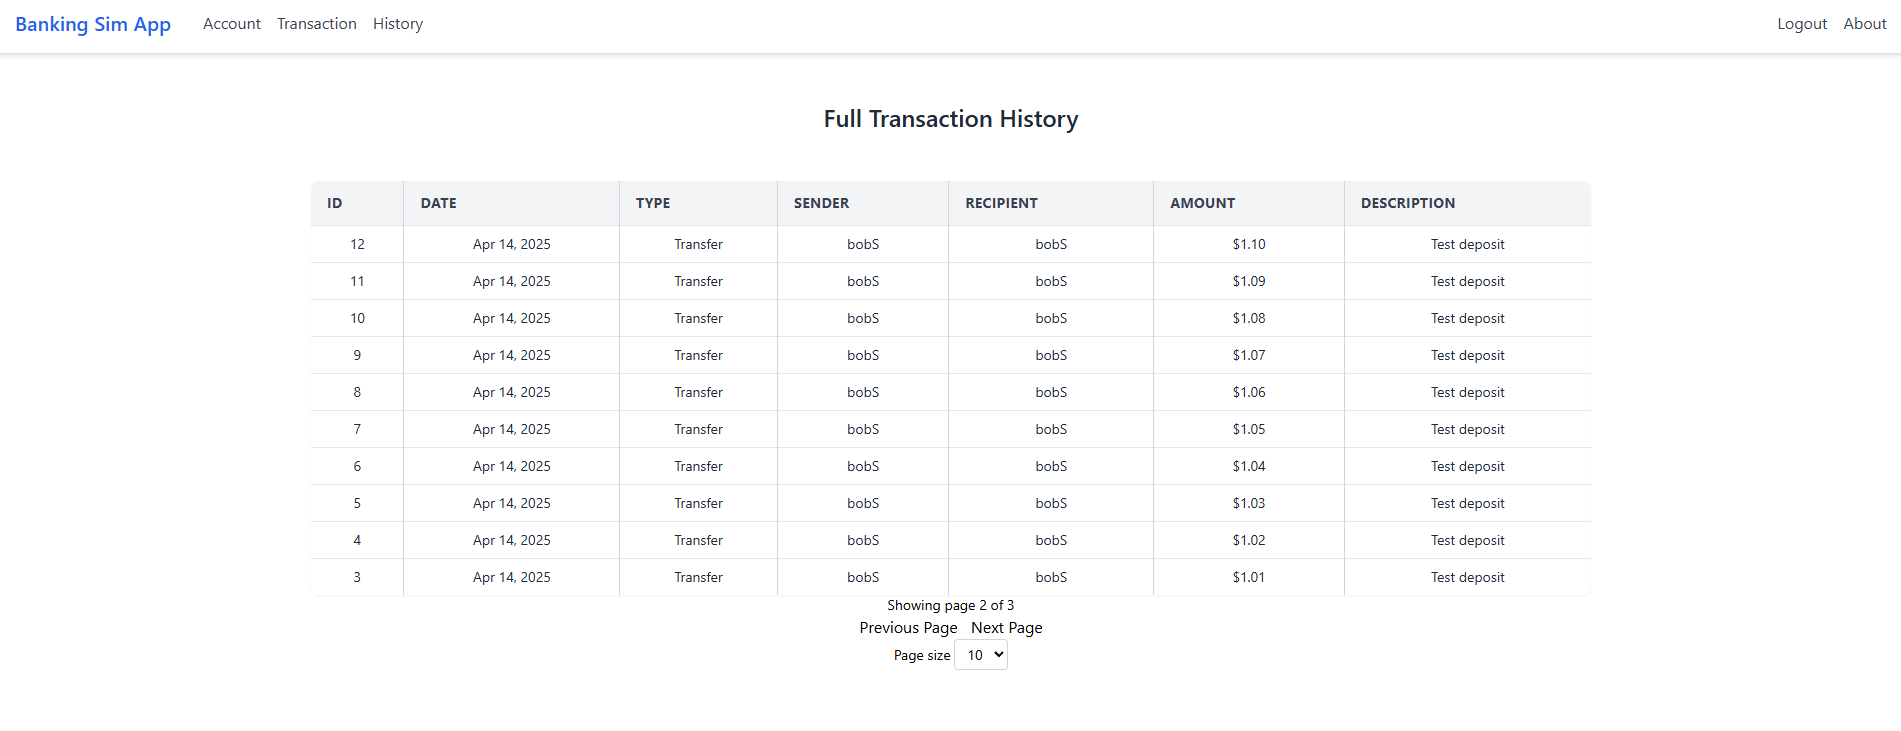 Banking Sim App Account Transaction History Logout About
Full Transaction History
ID DATE TYPE SENDER RECIPIENT AMOUNT DESCRIPTION
12 Apr 14, 2025 Transfer bobS bobS $1.10 Test deposit
11 Apr 14, 2025 Transfer bobS bobS $1.09 Test deposit
10 Apr 14, 2025 Transfer bobS bobS $1.08 Test deposit
9 Apr 14, 2025 Transfer bobS bobS $1.07 Test deposit
8 Apr 14, 2025 Transfer bobS bobS $1.06 Test deposit
7 Apr 14, 2025 Transfer bobS bobS $1.05 Test deposit
6 Apr 14, 2025 Transfer bobS bobS $1.04 Test deposit
5 Apr 14, 2025 Transfer bobS bobS $1.03 Test deposit
4 Apr 14, 2025 Transfer bobS bobS $1.02 Test deposit
3 Apr 14, 2025 Transfer bobS bobS $1.01 Test deposit
Showing page 2 of 3
Previous Page Next Page
Page size 10